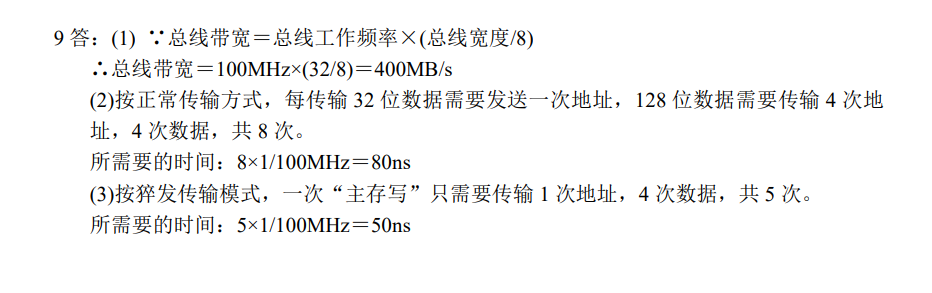 9 答：(1) ∵总线带宽＝总线工作频率×(总线宽度/8)
∴总线带宽＝100MHz×(32/8)＝400MB/s
(2)按正常传输方式，每传输 32 位数据需要发送一次地址，128 位数据需要传输 4 次地
址，4 次数据，共 8 次。
所需要的时间：8×1/100MHz＝80ns
(3)按猝发传输模式，一次“主存写”只需要传输 1 次地址，4 次数据，共 5 次。
所需要的时间：5×1/100MHz＝50ns